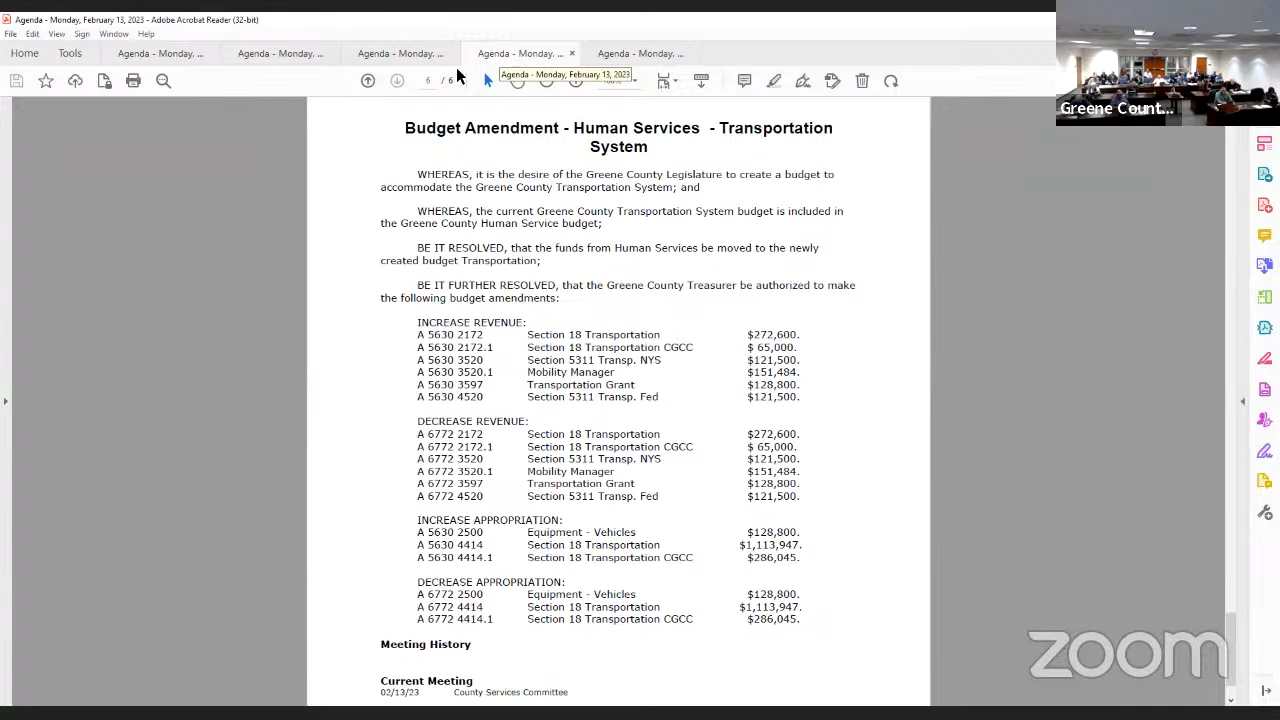 Agenda - Monday, February 13, 2023 - Adobe Acrobat Reader (32-bit)
File Edit View Sign Window Help
Home Tools Agenda - Monday, ... Agenda - Monday, ... Agenda - Monday, ... Agenda - Monday, ... × Agenda - Monday, ...
6 / 6
Agenda - Monday, February 13, 2023
Greene Count...
Budget Amendment - Human Services - Transportation
System
WHEREAS, it is the desire of the Greene County Legislature to create a budget to
accommodate the Greene County Transportation System; and
WHEREAS, the current Greene County Transportation System budget is included in
the Greene County Human Service budget;
BE IT RESOLVED, that the funds from Human Services be moved to the newly
created budget Transportation;
BE IT FURTHER RESOLVED, that the Greene County Treasurer be authorized to make
the following budget amendments:
INCREASE REVENUE:
A 5630 2172 Section 18 Transportation $272,600.
A 5630 2172.1 Section 18 Transportation CGCC $ 65,000.
A 5630 3520 Section 5311 Transp. NYS $121,500.
A 5630 3520.1 Mobility Manager $151,484.
A 5630 3597 Transportation Grant $128,800.
A 5630 4520 Section 5311 Transp. Fed $121,500.
DECREASE REVENUE:
A 6772 2172 Section 18 Transportation $272,600.
A 6772 2172.1 Section 18 Transportation CGCC $ 65,000.
A 6772 3520 Section 5311 Transp. NYS $121,500.
A 6772 3520.1 Mobility Manager $151,484.
A 6772 3597 Transportation Grant $128,800.
A 6772 4520 Section 5311 Transp. Fed $121,500.
INCREASE APPROPRIATION:
A 5630 2500 Equipment - Vehicles $128,800.
A 5630 4414 Section 18 Transportation $1,113,947.
A 5630 4414.1 Section 18 Transportation CGCC $286,045.
DECREASE APPROPRIATION:
A 6772 2500 Equipment - Vehicles $128,800.
A 6772 4414 Section 18 Transportation $1,113,947.
A 6772 4414.1 Section 18 Transportation CGCC $286,045.
Meeting History
Current Meeting
02/13/23 County Services Committee
zoom